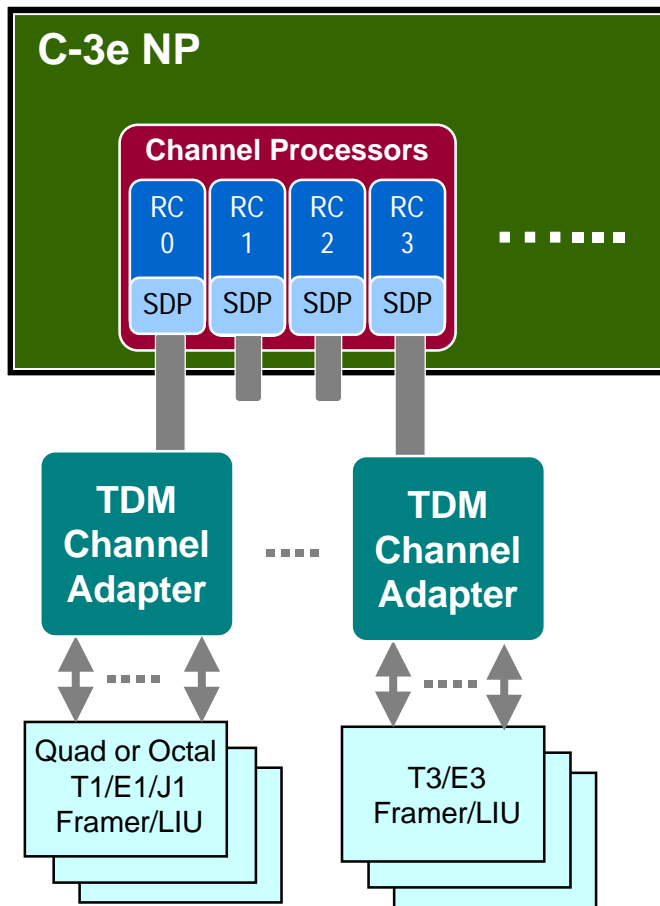 C-3e NP
Channel Processors
RC
0
RC
1
RC
2
RC
3
SDP
SDP
SDP
SDP
TDM
Channel
Adapter
TDM
Channel
Adapter
Quad or Octal
T1/E1/J1
Framer/LIU
T3/E3
Framer/LIU